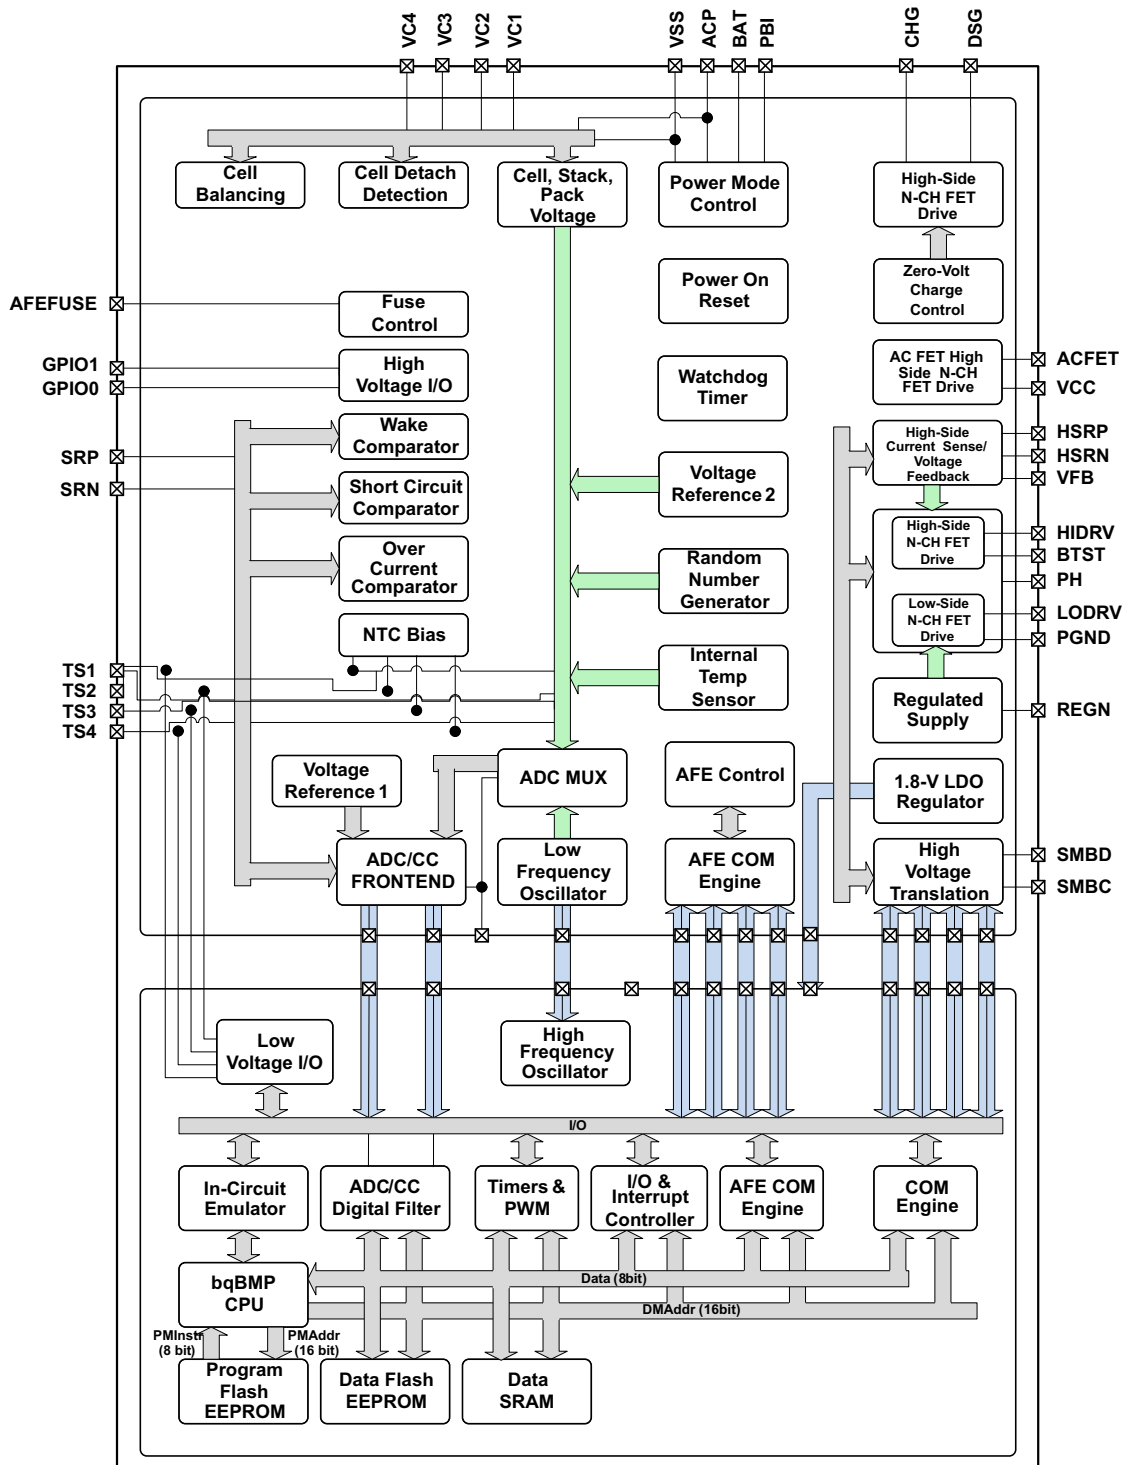 VC4
VC3
VC2
VC1
VSS
ACP
BAT
PBI
CHG
DSG
Cell
Balancing
Cell Detach
Detection
Cell, Stack,
Pack
Voltage
Power Mode
Control
High-Side
N-CH FET
Drive
AFEFUSE
Fuse
Control
Power On
Reset
Zero-Volt
Charge
Control
GPIO1
GPIO0
High
Voltage I/O
Watchdog
Timer
AC FET High
Side N-CH
FET Drive
ACFET
VCC
SRP
SRN
Wake
Comparator
Short Circuit
Comparator
Over
Current
Comparator
Voltage
Reference 2
High-Side
Current Sense/
Voltage
Feedback
HSRP
HSRN
VFB
Random
Number
Generator
High-Side
N-CH FET
Drive
HIDRV
BTST
PH
Low-Side
N-CH FET
Drive
LODRV
PGND
NTC Bias
TS1
TS2
TS3
TS4
Internal
Temp
Sensor
Regulated
Supply
REGN
Voltage
Reference 1
ADC MUX
AFE Control
1.8-V LDO
Regulator
ADC/CC
FRONTEND
Low
Frequency
Oscillator
AFE COM
Engine
High
Voltage
Translation
SMBD
SMBC
Low
Voltage I/O
High
Frequency
Oscillator
I/O
In-Circuit
Emulator
ADC/CC
Digital Filter
Timers &
PWM
I/O &
Interrupt
Controller
AFE COM
Engine
COM
Engine
bqBMP
CPU
Data (8bit)
DMAddr (16bit)
PMInstr
(8 bit)
PMAddr
(16 bit)
Program
Flash
EEPROM
Data Flash
EEPROM
Data
SRAM